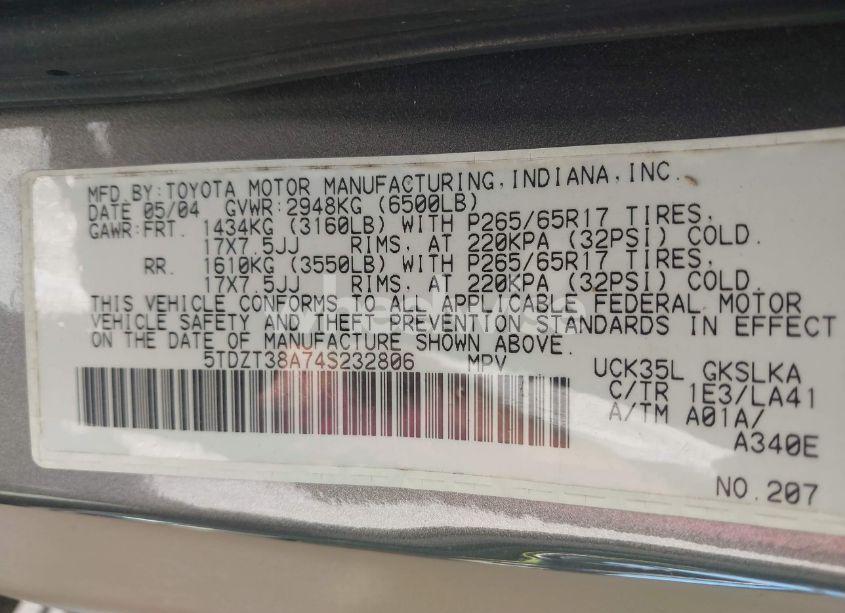 MFD.BY:TOYOTA MOTOR MANUFACTURING,INDIANA,INC.
DATE 05/04 GVWR:2948KG (6500LB)
GAWR:FRT. 1434KG (3160LB) WITH P265/65R17 TIRES,
17X7.5JJ RIMS, AT 220KPA (32PSI) COLD.
RR. 1610KG (3550LB) WITH P265/65R17 TIRES,
17X7.5JJ RIMS, AT 220KPA (32PSI) COLD.
THIS VEHICLE CONFORMS TO ALL APPLICABLE FEDERAL MOTOR
VEHICLE SAFETY AND THEFT PREVENTION STANDARDS IN EFFECT
ON THE DATE OF MANUFACTURE SHOWN ABOVE.
5TDZT38A74S232806 MPV
UCK35L GKSLKA
C/TR 1E3/LA41
A/TM A01A/
A340E
NO.207